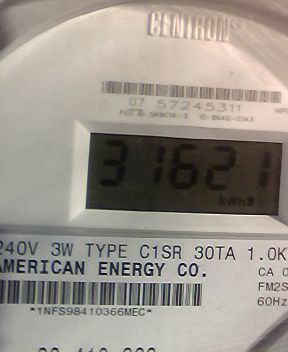 CENTRON®
07 57245311
31621
kWh
240V 3W TYPE C1SR 30TA 1.0K
AMERICAN ENERGY CO.
CA 0
FM2S
*1NFS98410366MEC*
60Hz